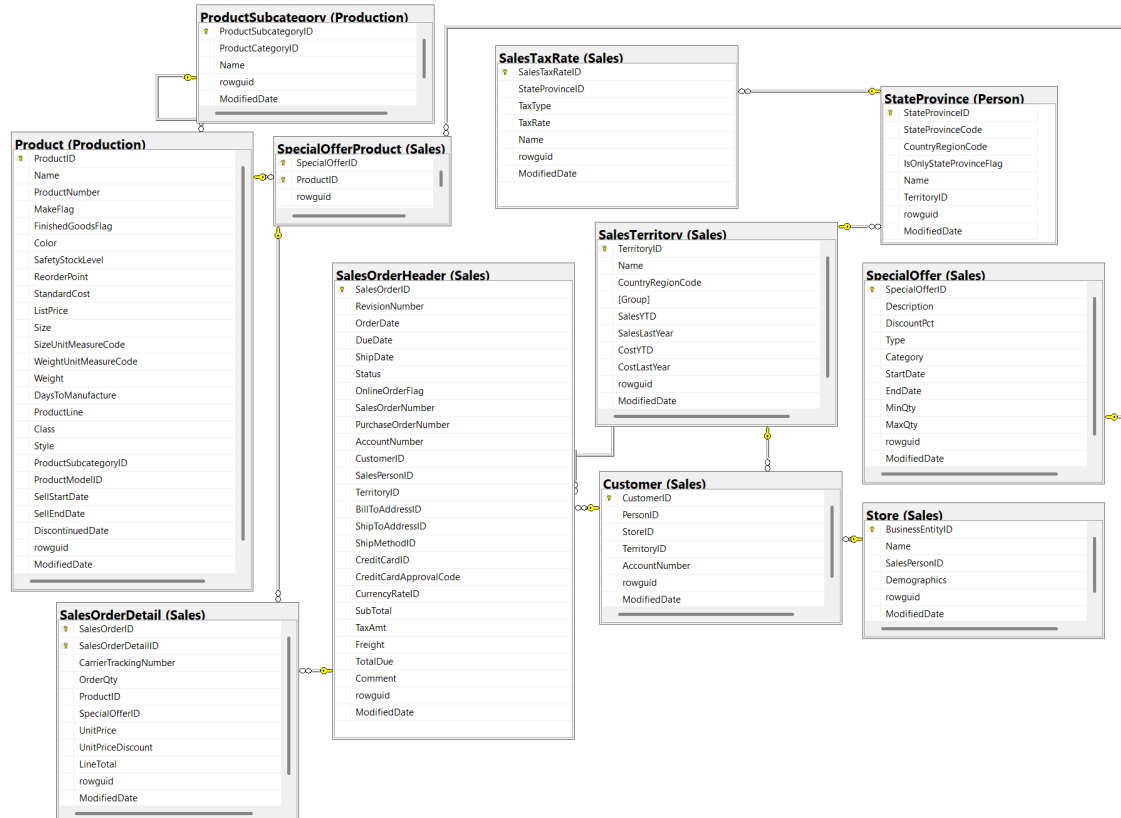 ProductSubcategory (Production)
ProductSubcategoryID
ProductCategoryID
Name
rowguid
ModifiedDate
SalesTaxRate (Sales)
SalesTaxRateID
StateProvinceID
TaxType
TaxRate
Name
rowguid
ModifiedDate
StateProvince (Person)
StateProvinceID
StateProvinceCode
CountryRegionCode
IsOnlyStateProvinceFlag
Name
TerritoryID
rowguid
ModifiedDate
Product (Production)
ProductID
Name
ProductNumber
MakeFlag
FinishedGoodsFlag
Color
SafetyStockLevel
ReorderPoint
StandardCost
ListPrice
Size
SizeUnitMeasureCode
WeightUnitMeasureCode
Weight
DaysToManufacture
ProductLine
Class
Style
ProductSubcategoryID
ProductModelID
SellStartDate
SellEndDate
DiscontinuedDate
rowguid
ModifiedDate
SpecialOfferProduct (Sales)
SpecialOfferID
ProductID
rowguid
SalesTerritory (Sales)
TerritoryID
Name
CountryRegionCode
[Group]
SalesYTD
SalesLastYear
CostYTD
CostLastYear
rowguid
ModifiedDate
SalesOrderHeader (Sales)
SalesOrderID
RevisionNumber
OrderDate
DueDate
ShipDate
Status
OnlineOrderFlag
SalesOrderNumber
PurchaseOrderNumber
AccountNumber
CustomerID
SalesPersonID
TerritoryID
BillToAddressID
ShipToAddressID
ShipMethodID
CreditCardID
CreditCardApprovalCode
CurrencyRateID
SubTotal
TaxAmt
Freight
TotalDue
Comment
rowguid
ModifiedDate
SpecialOffer (Sales)
SpecialOfferID
Description
DiscountPct
Type
Category
StartDate
EndDate
MinQty
MaxQty
rowguid
ModifiedDate
Customer (Sales)
CustomerID
PersonID
StoreID
TerritoryID
AccountNumber
rowguid
ModifiedDate
Store (Sales)
BusinessEntityID
Name
SalesPersonID
Demographics
rowguid
ModifiedDate
SalesOrderDetail (Sales)
SalesOrderID
SalesOrderDetailID
CarrierTrackingNumber
OrderQty
ProductID
SpecialOfferID
UnitPrice
UnitPriceDiscount
LineTotal
rowguid
ModifiedDate